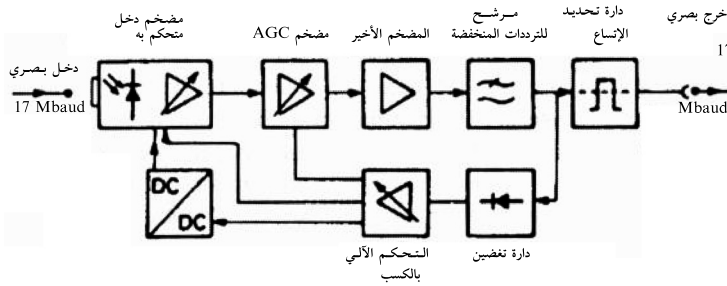 مضخم دخل
متحكم به
مضخم AGC
المضخم الأخير
مرشح
للترددات المنخفضة
دارة تحديد
الإتساع
خرج بصري
دخل بصري
17 Mbaud
17
Mbaud
DC
DC
التحكم الآلي
بالكسب
دارة تغضين